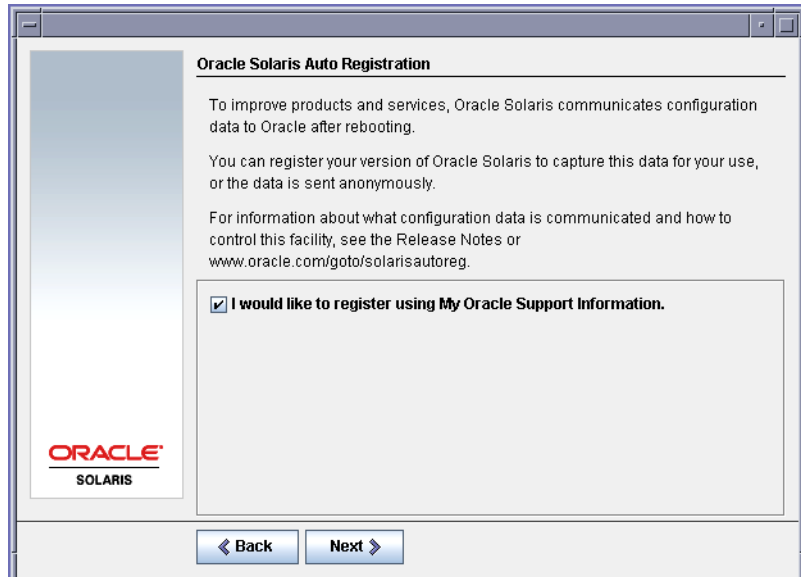 Oracle Solaris Auto Registration
To improve products and services, Oracle Solaris communicates configuration
data to Oracle after rebooting.
You can register your version of Oracle Solaris to capture this data for your use,
or the data is sent anonymously.
For information about what configuration data is communicated and how to
control this facility, see the Release Notes or
www.oracle.com/goto/solarisautoreg.
I would like to register using My Oracle Support Information.
ORACLE
SOLARIS
Back
Next